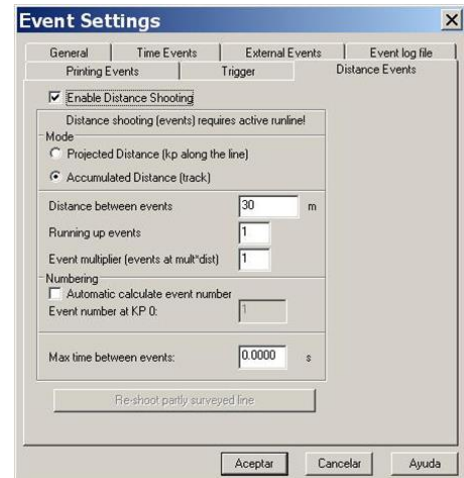 Event Settings
General Time Events External Events Event log file
Printing Events Trigger Distance Events
Enable Distance Shooting
Distance shooting (events) requires active runline!
Mode
Projected Distance (kp along the line)
Accumulated Distance (track)
Distance between events 30 m
Running up events 1
Event multiplier (events at mult*dist) 1
Numbering
Automatic calculate event number
Event number at KP 0: 1
Max time between events: 0.0000 s
Re-shoot partly surveyed line
Aceptar Cancelar Ayuda